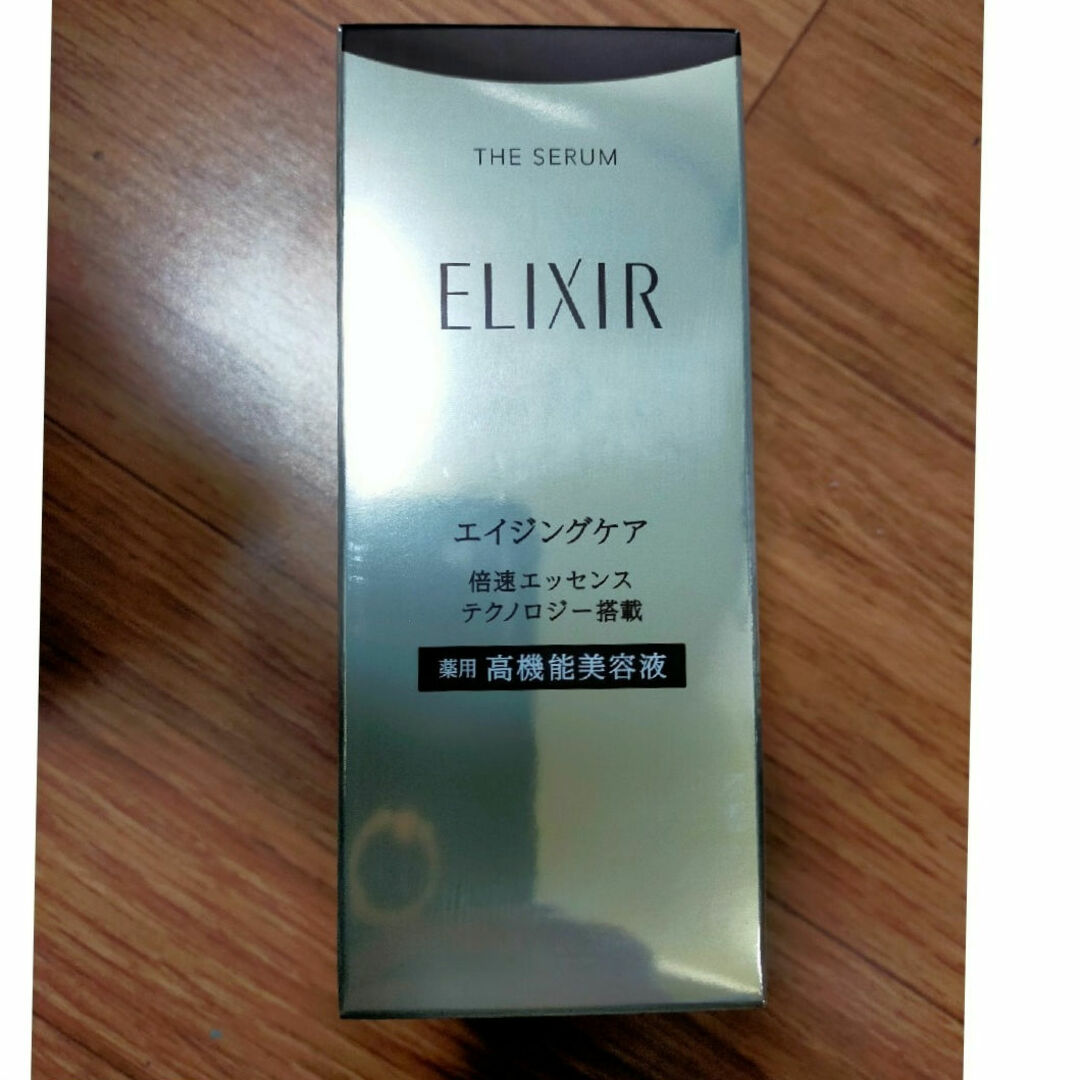 THE SERUM
ELIXIR
エイジングケア
倍速エッセンス
テクノロジー搭載
薬用 高機能美容液